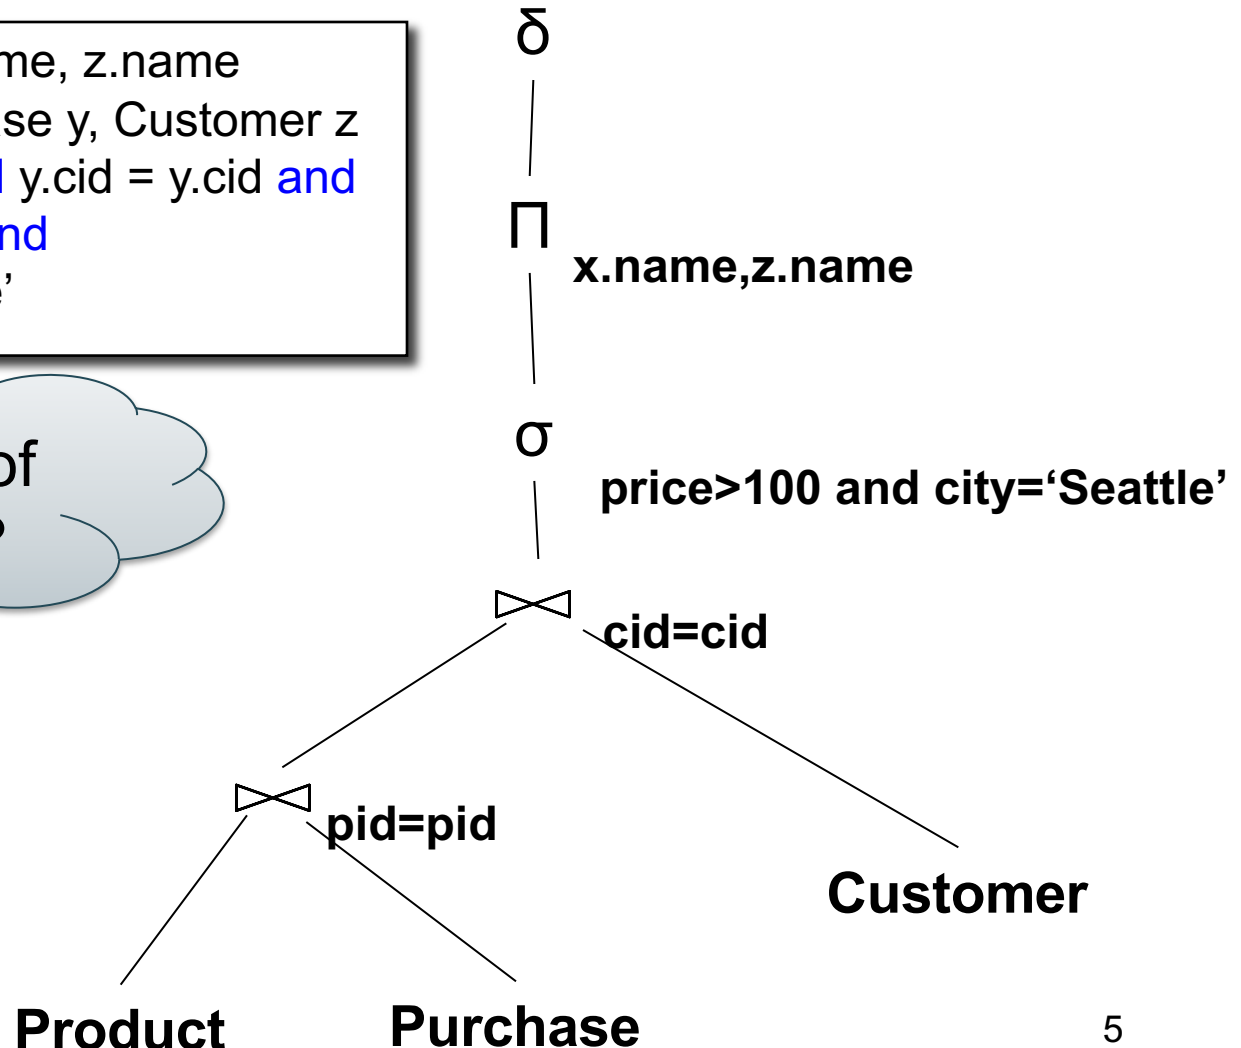 me, z.name
se y, Customer z
y.cid = y.cid and
nd
’
of
?
δ
Π
x.name,z.name
σ
price>100 and city=‘Seattle’
cid=cid
pid=pid
Customer
Product
Purchase
5